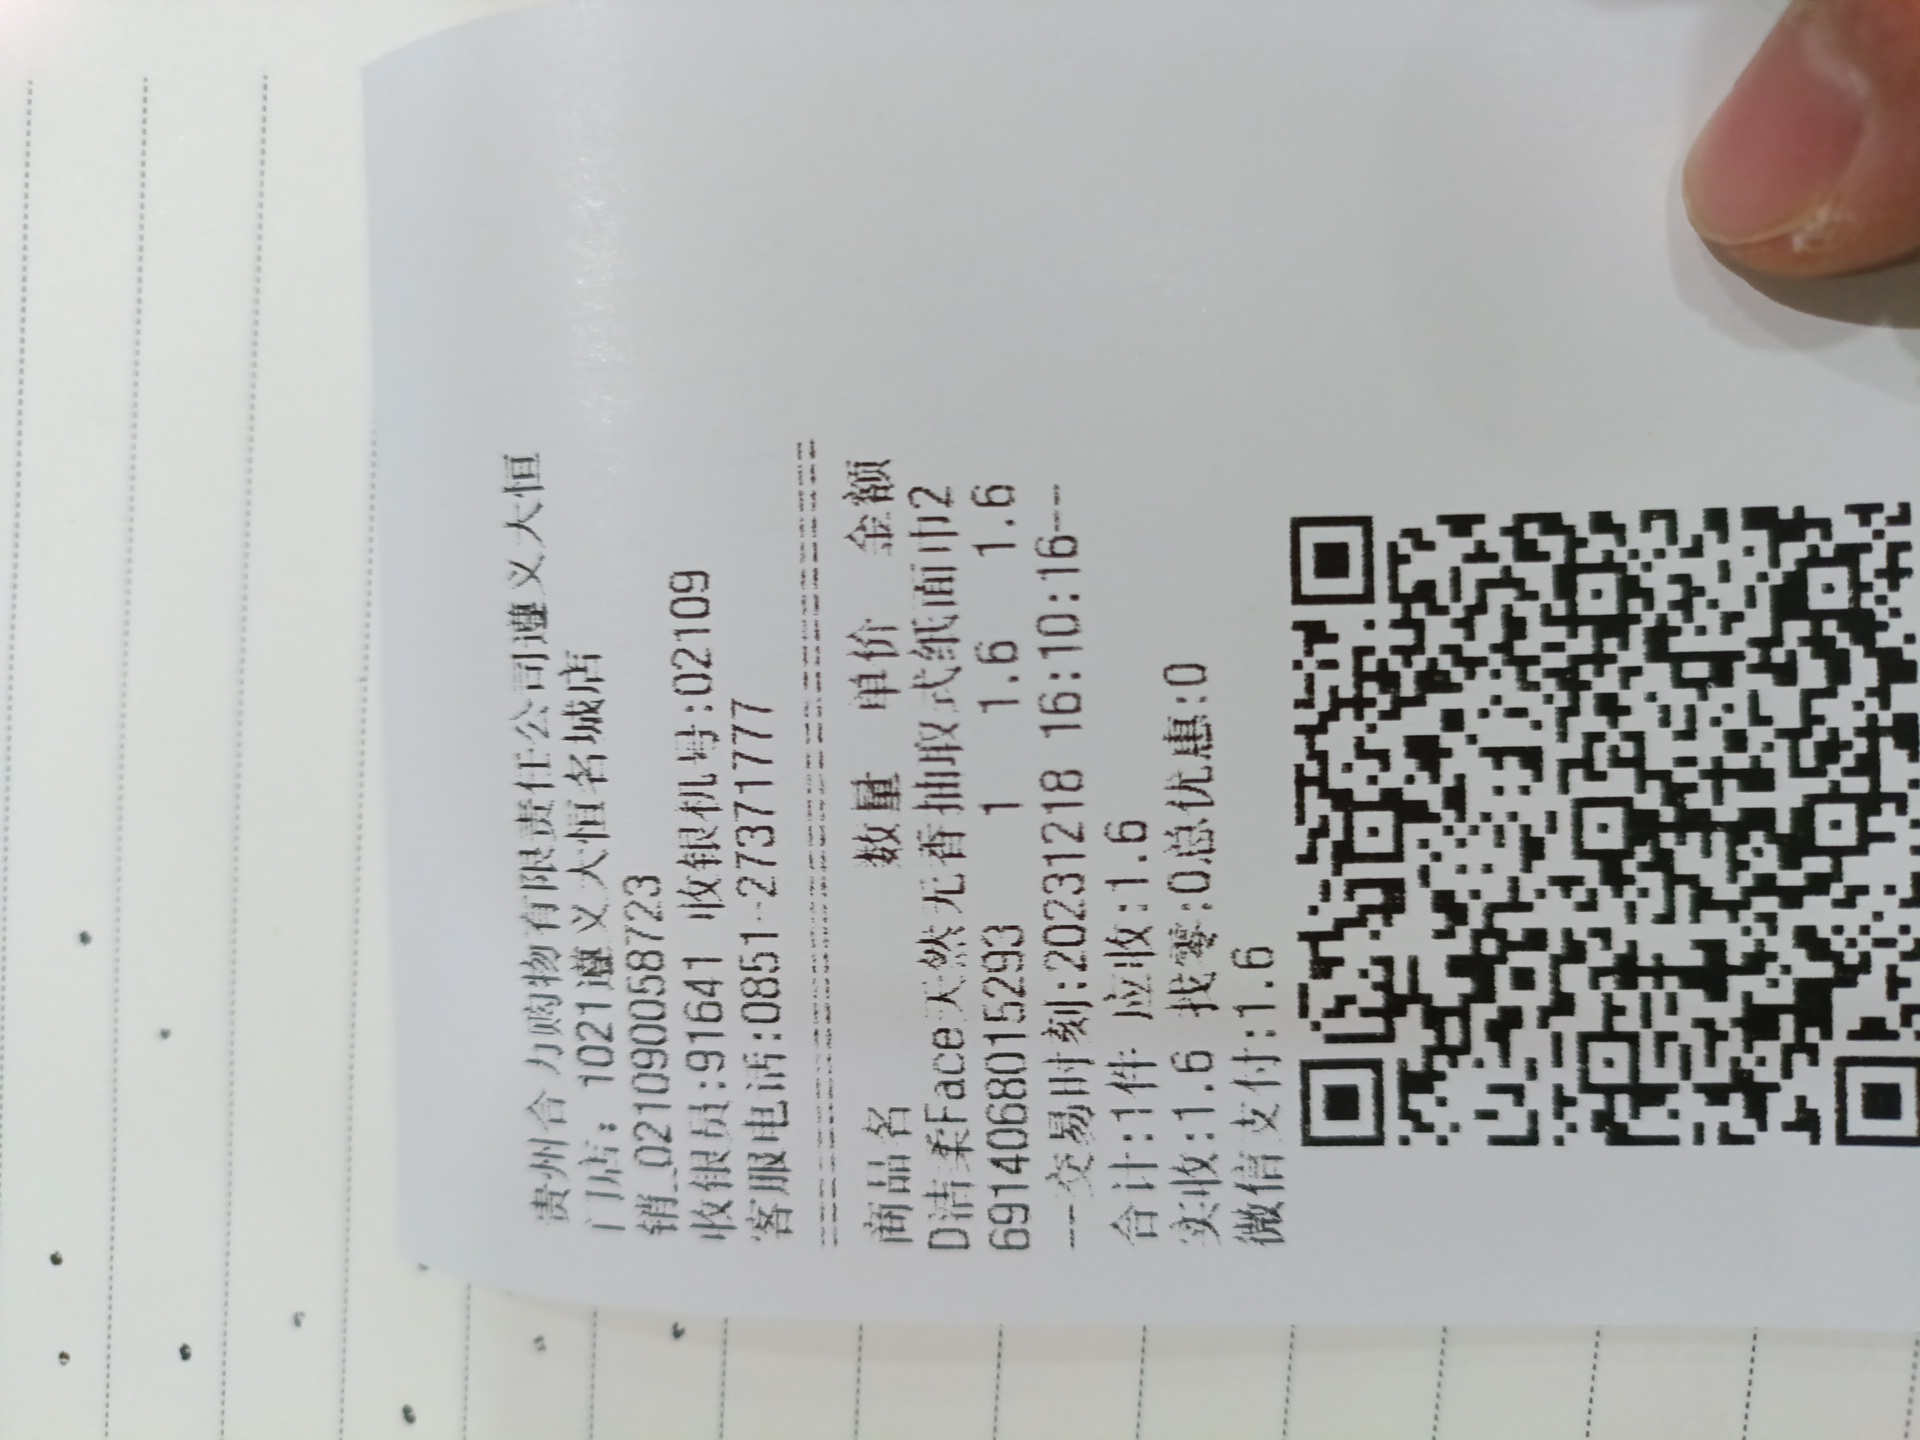 贵州合力购物有限责任公司遵义大恒
门店：1021遵义大恒名城店
销_021090058723
收银员:91641 收银机号:02109
客服电话:0851-27371777
商品名 数量 单价 金额
D洁柔Face天然无香抽取式纸面巾2
6914068015293 1 1.6 1.6
--交易时刻:20231218 16:10:16--
合计:1件 应收:1.6
实收:1.6 找零:0总优惠:0
微信支付:1.6